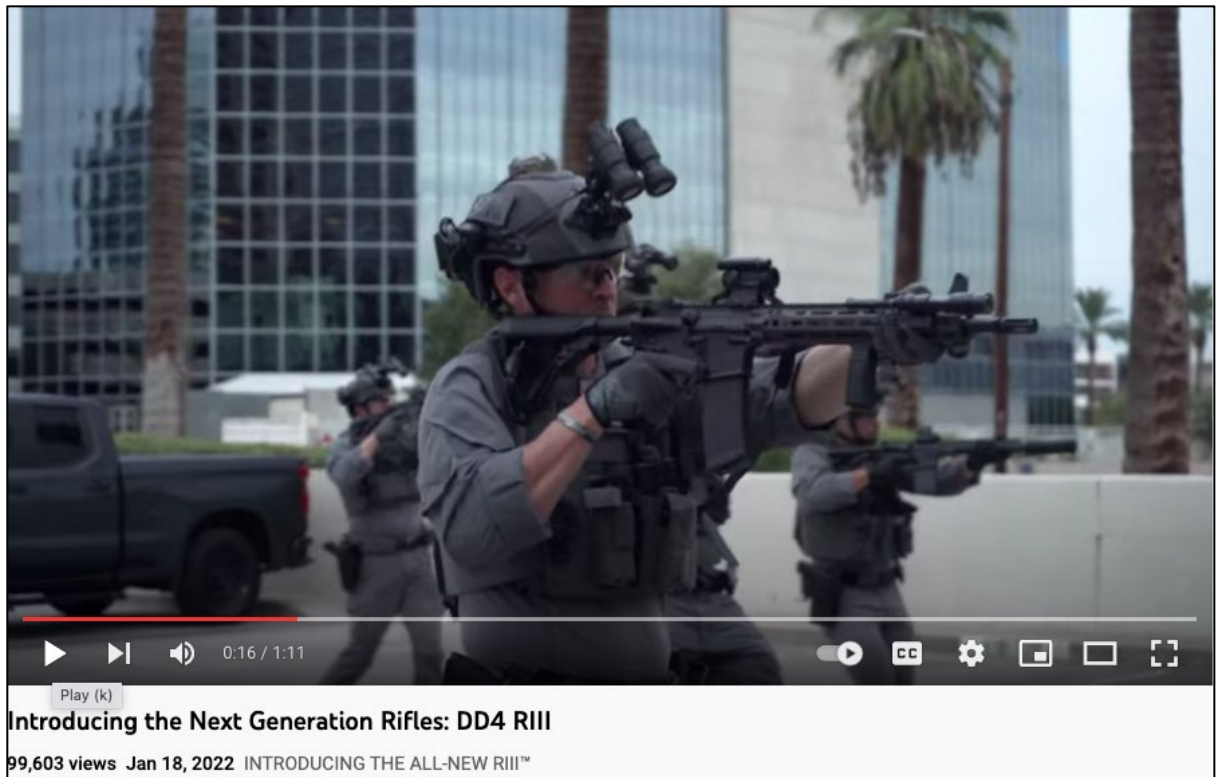 0:16 / 1:11
CC
Play (k)
Introducing the Next Generation Rifles: DD4 RIII
99,603 views Jan 18, 2022 INTRODUCING THE ALL-NEW RIII™